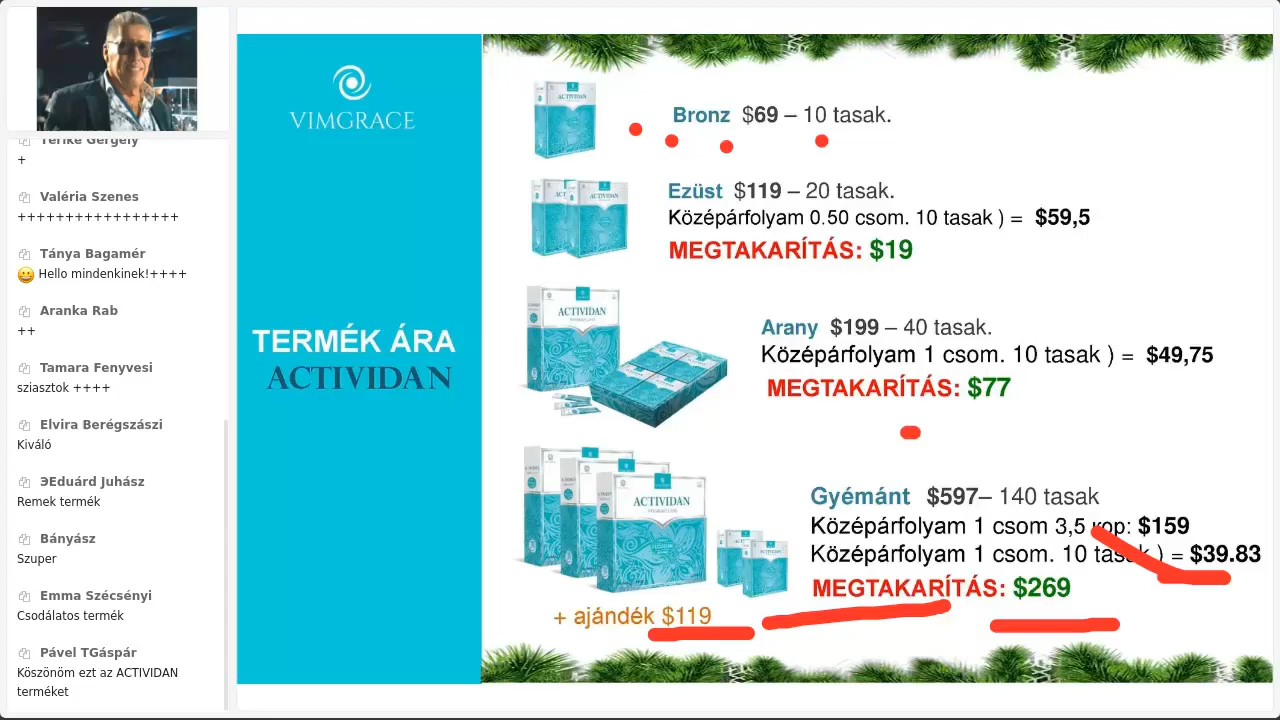 Terike Gergely
+
Valéria Szenes
+++++++++++++++++
Tánya Bagamér
Hello mindenkinek!++++
Aranka Rab
++
Tamara Fenyvesi
sziasztok ++++
Elvira Berégszászi
Kiváló
ЭEduárd Juhász
Remek termék
Bányász
Szuper
Emma Szécsényi
Csodálatos termék
Pável TGáspár
Köszönöm ezt az ACTIVIDAN
terméket
VIMGRACE
TERMÉK ÁRA
ACTIVIDAN
ACTIVIDAN
Bronz $69 – 10 tasak.
ACTIVIDAN
Ezüst $119 – 20 tasak.
Középárfolyam 0.50 csom. 10 tasak ) = $59,5
MEGTAKARÍTÁS: $19
ACTIVIDAN
Arany $199 – 40 tasak.
Középárfolyam 1 csom. 10 tasak ) = $49,75
MEGTAKARÍTÁS: $77
ACTIVIDAN
Gyémánt $597– 140 tasak
Középárfolyam 1 csom 3,5 kop: $159
Középárfolyam 1 csom. 10 tasak ) = $39.83
MEGTAKARÍTÁS: $269
+ ajándék $119